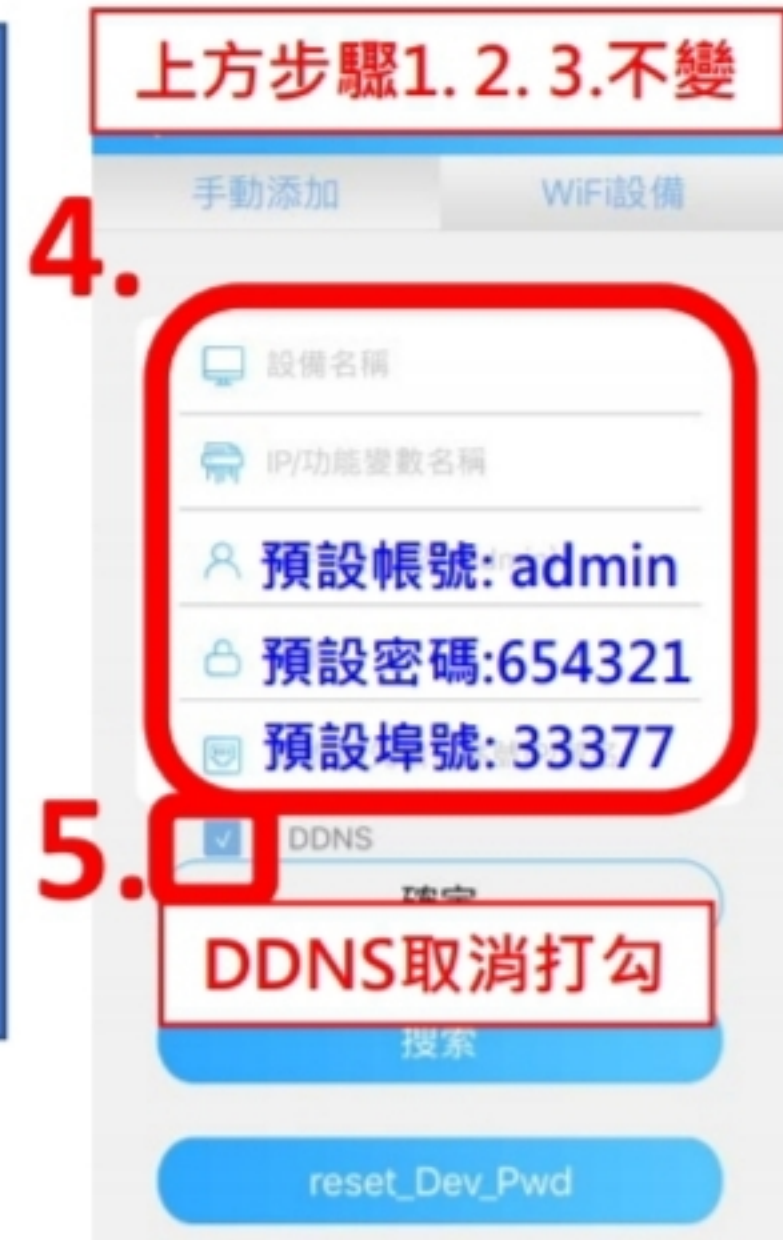 上方步驟1. 2. 3.不變
手動添加
WiFi設備
4.
設備名稱
IP/功能變數名稱
預設帳號: admin
預設密碼:654321
預設埠號: 33377
5.
DDNS
確定
DDNS取消打勾
搜索
reset_Dev_Pwd